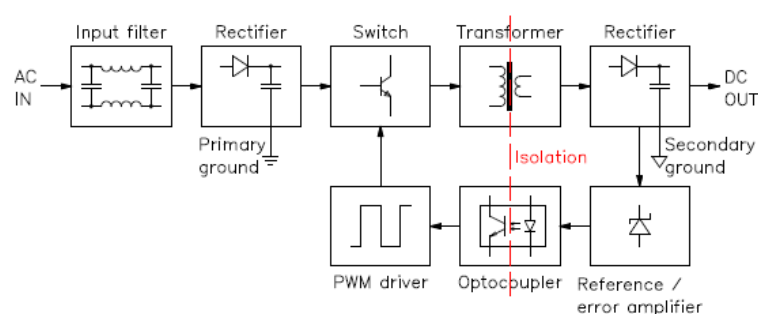 Input filter
Rectifier
Switch
Transformer
Rectifier
AC
IN
DC
OUT
Primary
ground
Isolation
Secondary
ground
PWM driver
Optocoupler
Reference /
error amplifier